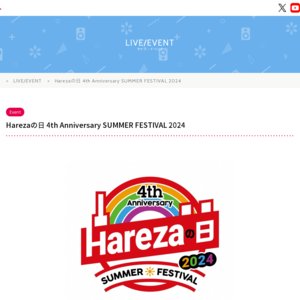 LIVE/EVENT
LIVE/EVENT
Harezaの日 4th Anniversary SUMMER FESTIVAL 2024
Event
Harezaの日 4th Anniversary SUMMER FESTIVAL 2024
4th
Anniversary
Harezaの日
2024
SUMMER FESTIVAL